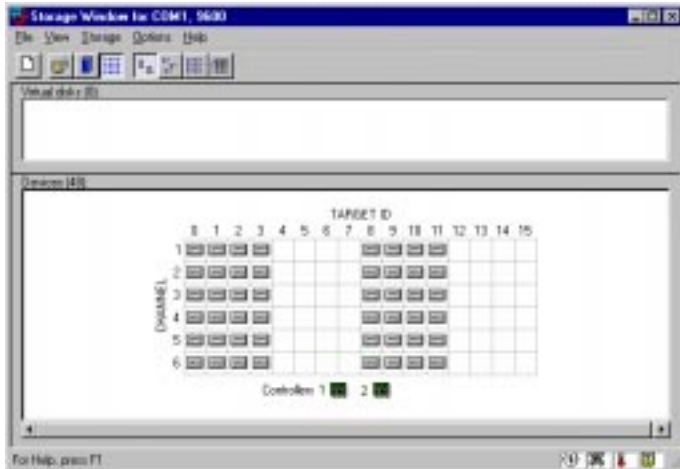 Storage Window for COM1, 9600
File View Storage Options Help
Virtual disks (0)
Devices (48)
TARGET ID
0 1 2 3 4 5 6 7 8 9 10 11 12 13 14 15
CHANNEL
1
2
3
4
5
6
Controllers 1 2
For Help, press F1